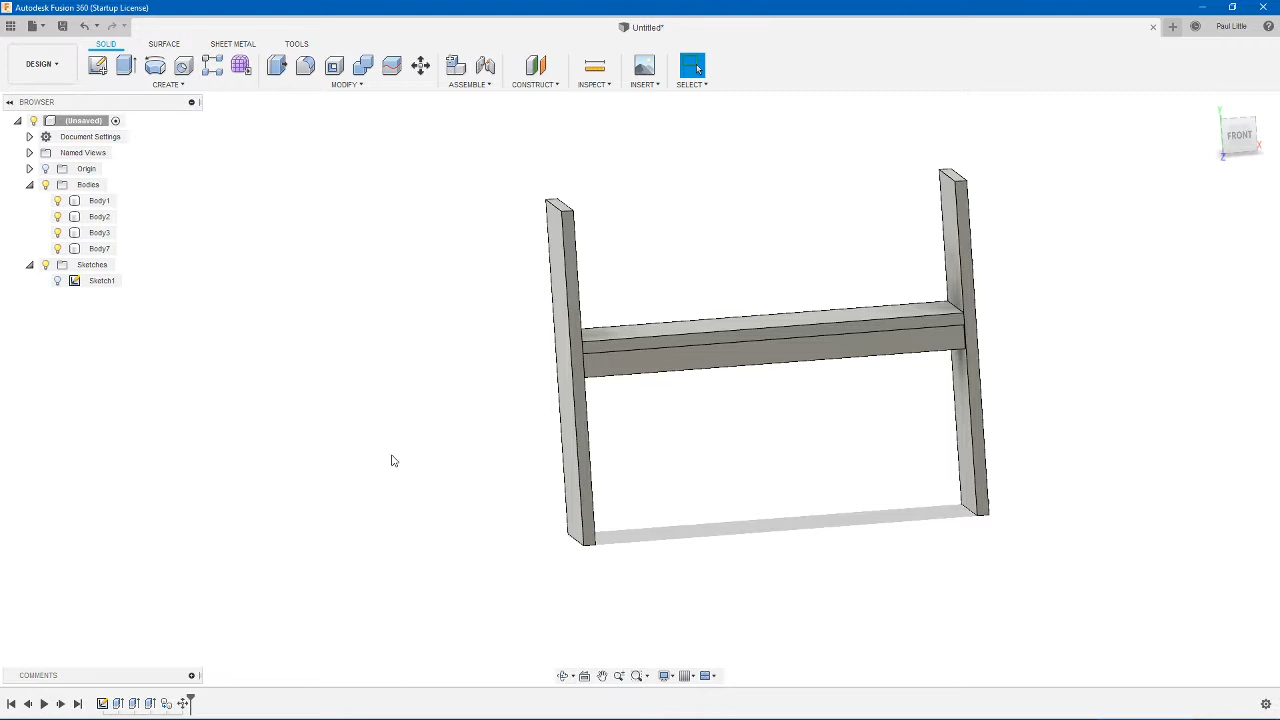 Autodesk Fusion 360 (Startup License)
Untitled*
Paul Little
DESIGN
SOLID SURFACE SHEET METAL TOOLS
CREATE MODIFY ASSEMBLE CONSTRUCT INSPECT INSERT SELECT
BROWSER
(Unsaved)
Document Settings
Named Views
Origin
Bodies
Body1
Body2
Body3
Body7
Sketches
Sketch1
Y
FRONT
X
Z
COMMENTS